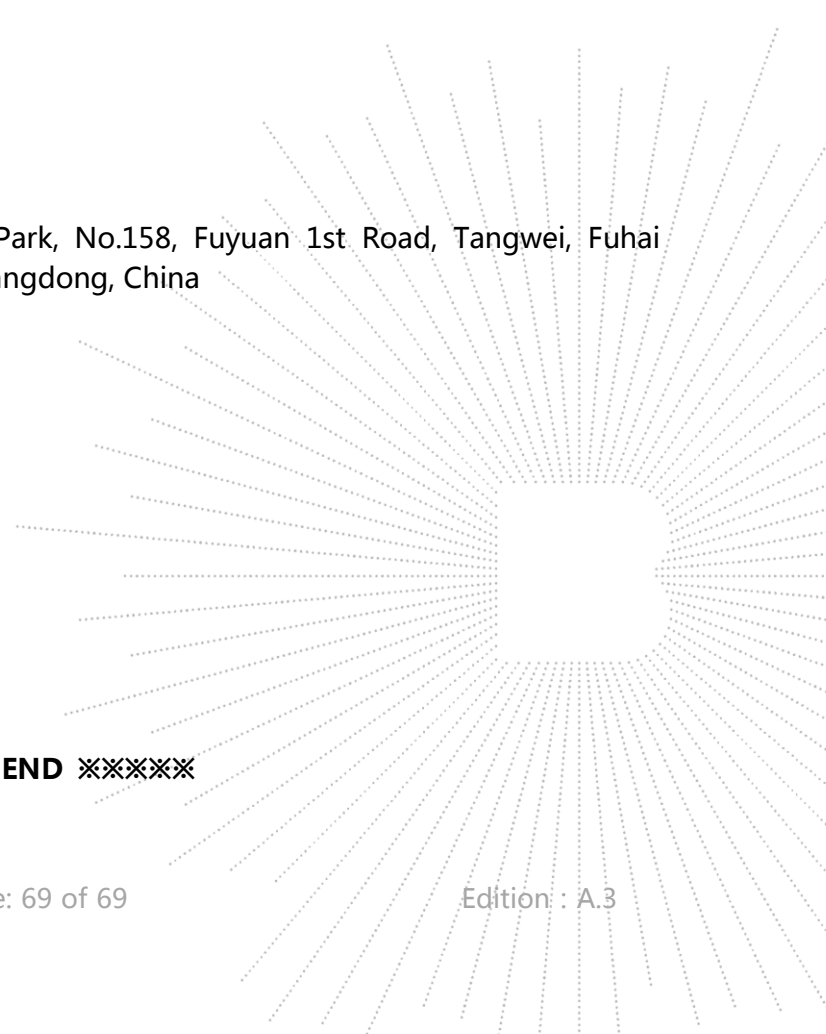 Park, No.158, Fuyuan 1st Road, Tangwei, Fuhai
ngdong, China
END ※※※※※
: 69 of 69 Edition : A.3